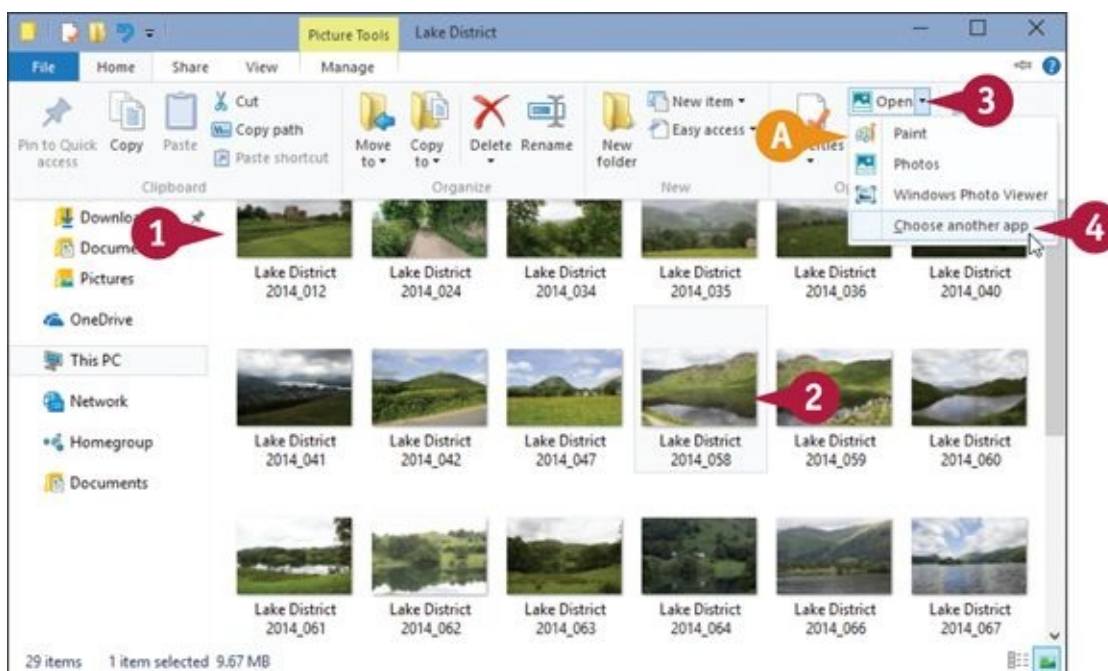 Picture Tools Lake District
File Home Share View Manage
Pin to Quick access
Copy
Paste
Cut
Copy path
Paste shortcut
Clipboard
Move to
Copy to
Delete
Rename
Organize
New folder
New item
Easy access
New
Open
3
A
Paint
Photos
Windows Photo Viewer
Choose another app
4
1
Pictures
OneDrive
This PC
Network
Homegroup
Documents
Lake District 2014_012
Lake District 2014_024
Lake District 2014_034
Lake District 2014_035
Lake District 2014_036
Lake District 2014_040
2
Lake District 2014_041
Lake District 2014_042
Lake District 2014_047
Lake District 2014_058
Lake District 2014_059
Lake District 2014_060
Lake District 2014_061
Lake District 2014_062
Lake District 2014_063
Lake District 2014_064
Lake District 2014_066
Lake District 2014_067
29 items 1 item selected 9.67 MB